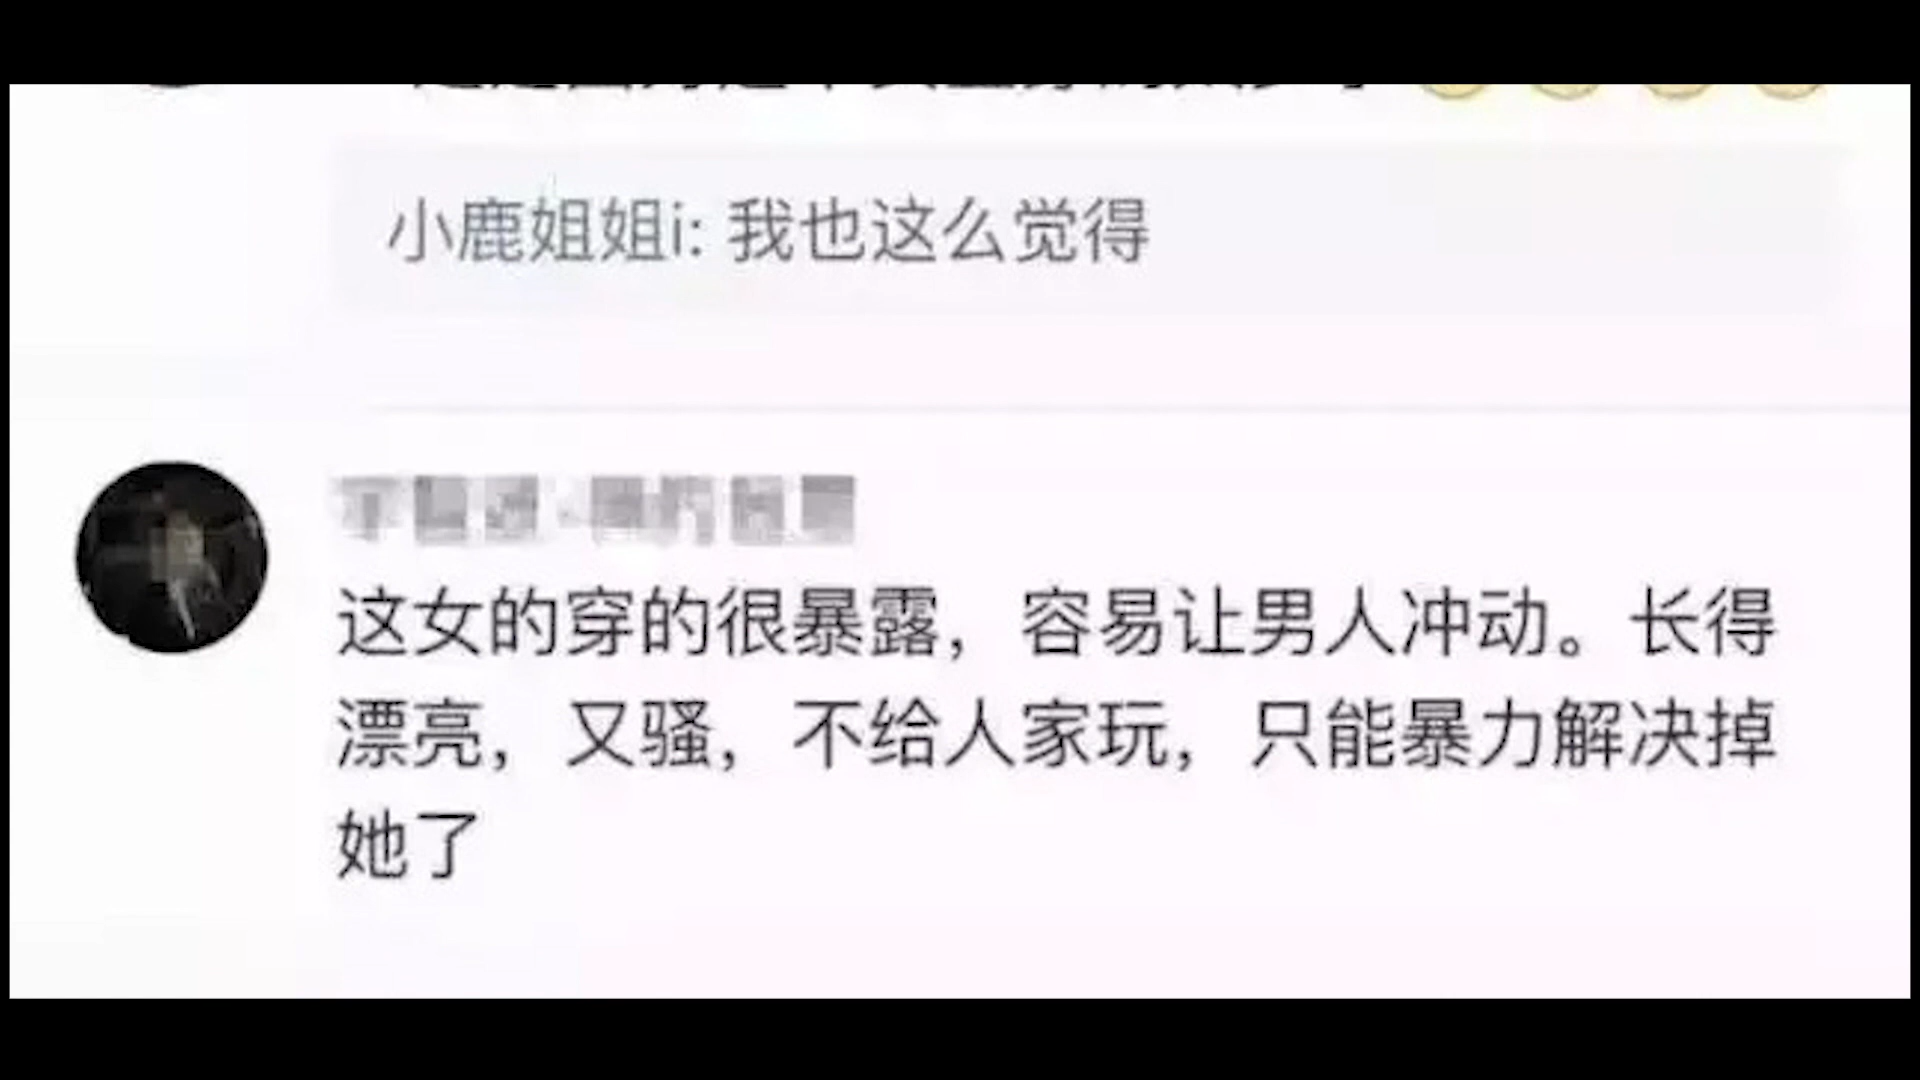 小鹿姐姐i: 我也这么觉得
这女的穿的很暴露，容易让男人冲动。长得
漂亮，又骚，不给人家玩，只能暴力解决掉
她了